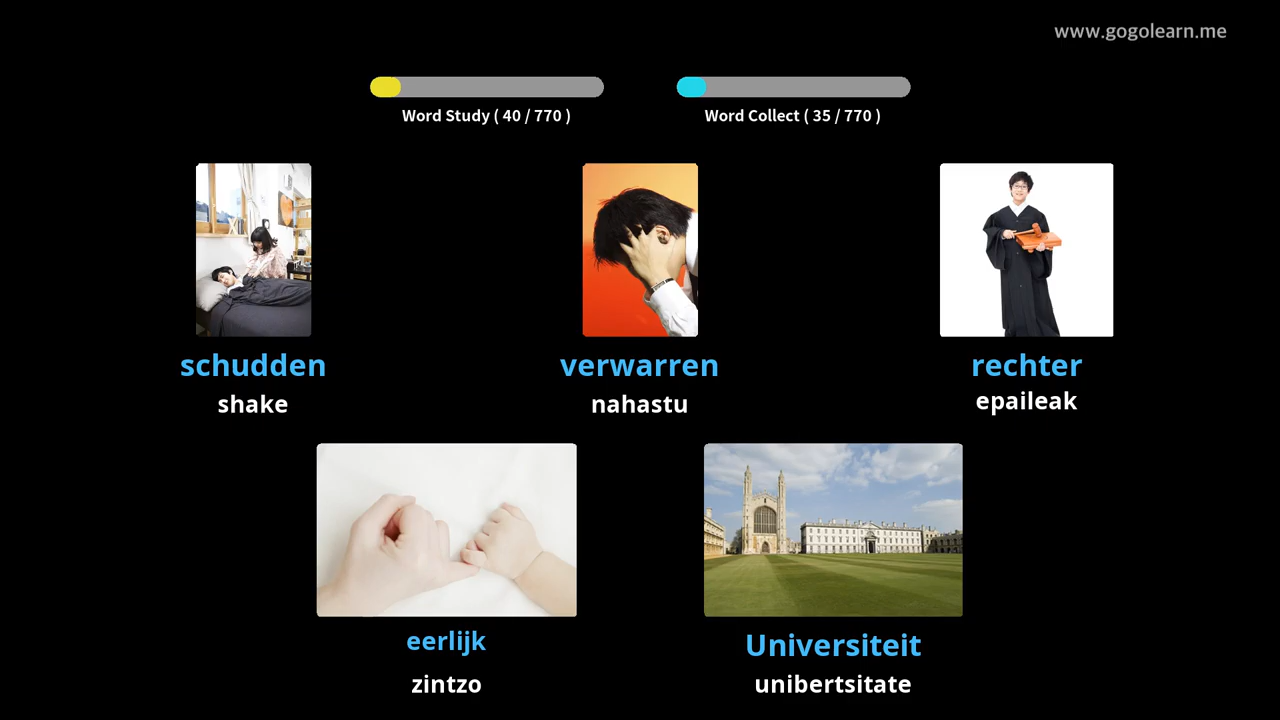 www.gogolearn.me
Word Study ( 40 / 770 )
Word Collect ( 35 / 770 )
schudden
shake
verwarren
nahastu
rechter
epaileak
eerlijk
zintzo
Universiteit
unibertsitate